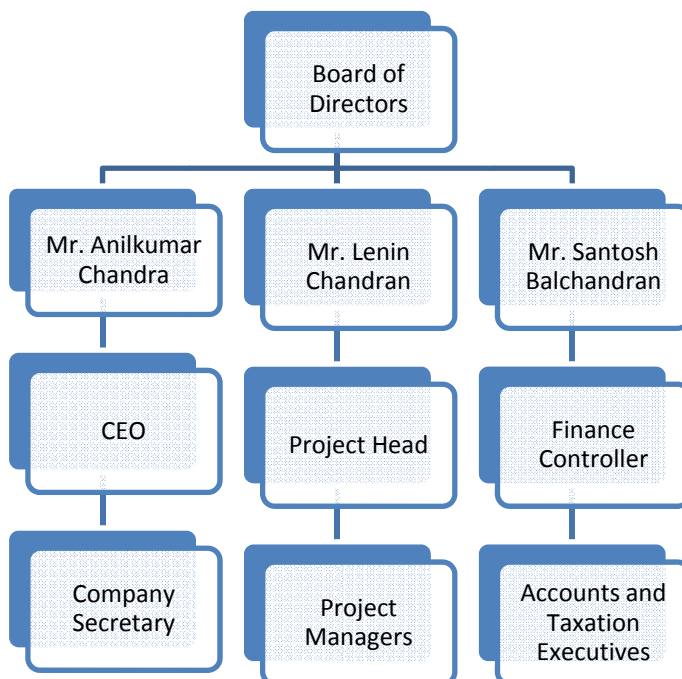 Board of
Directors
Mr. Anilkumar
Chandra
Mr. Lenin
Chandran
Mr. Santosh
Balchandran
CEO
Project Head
Finance
Controller
Company
Secretary
Project
Managers
Accounts and
Taxation
Executives